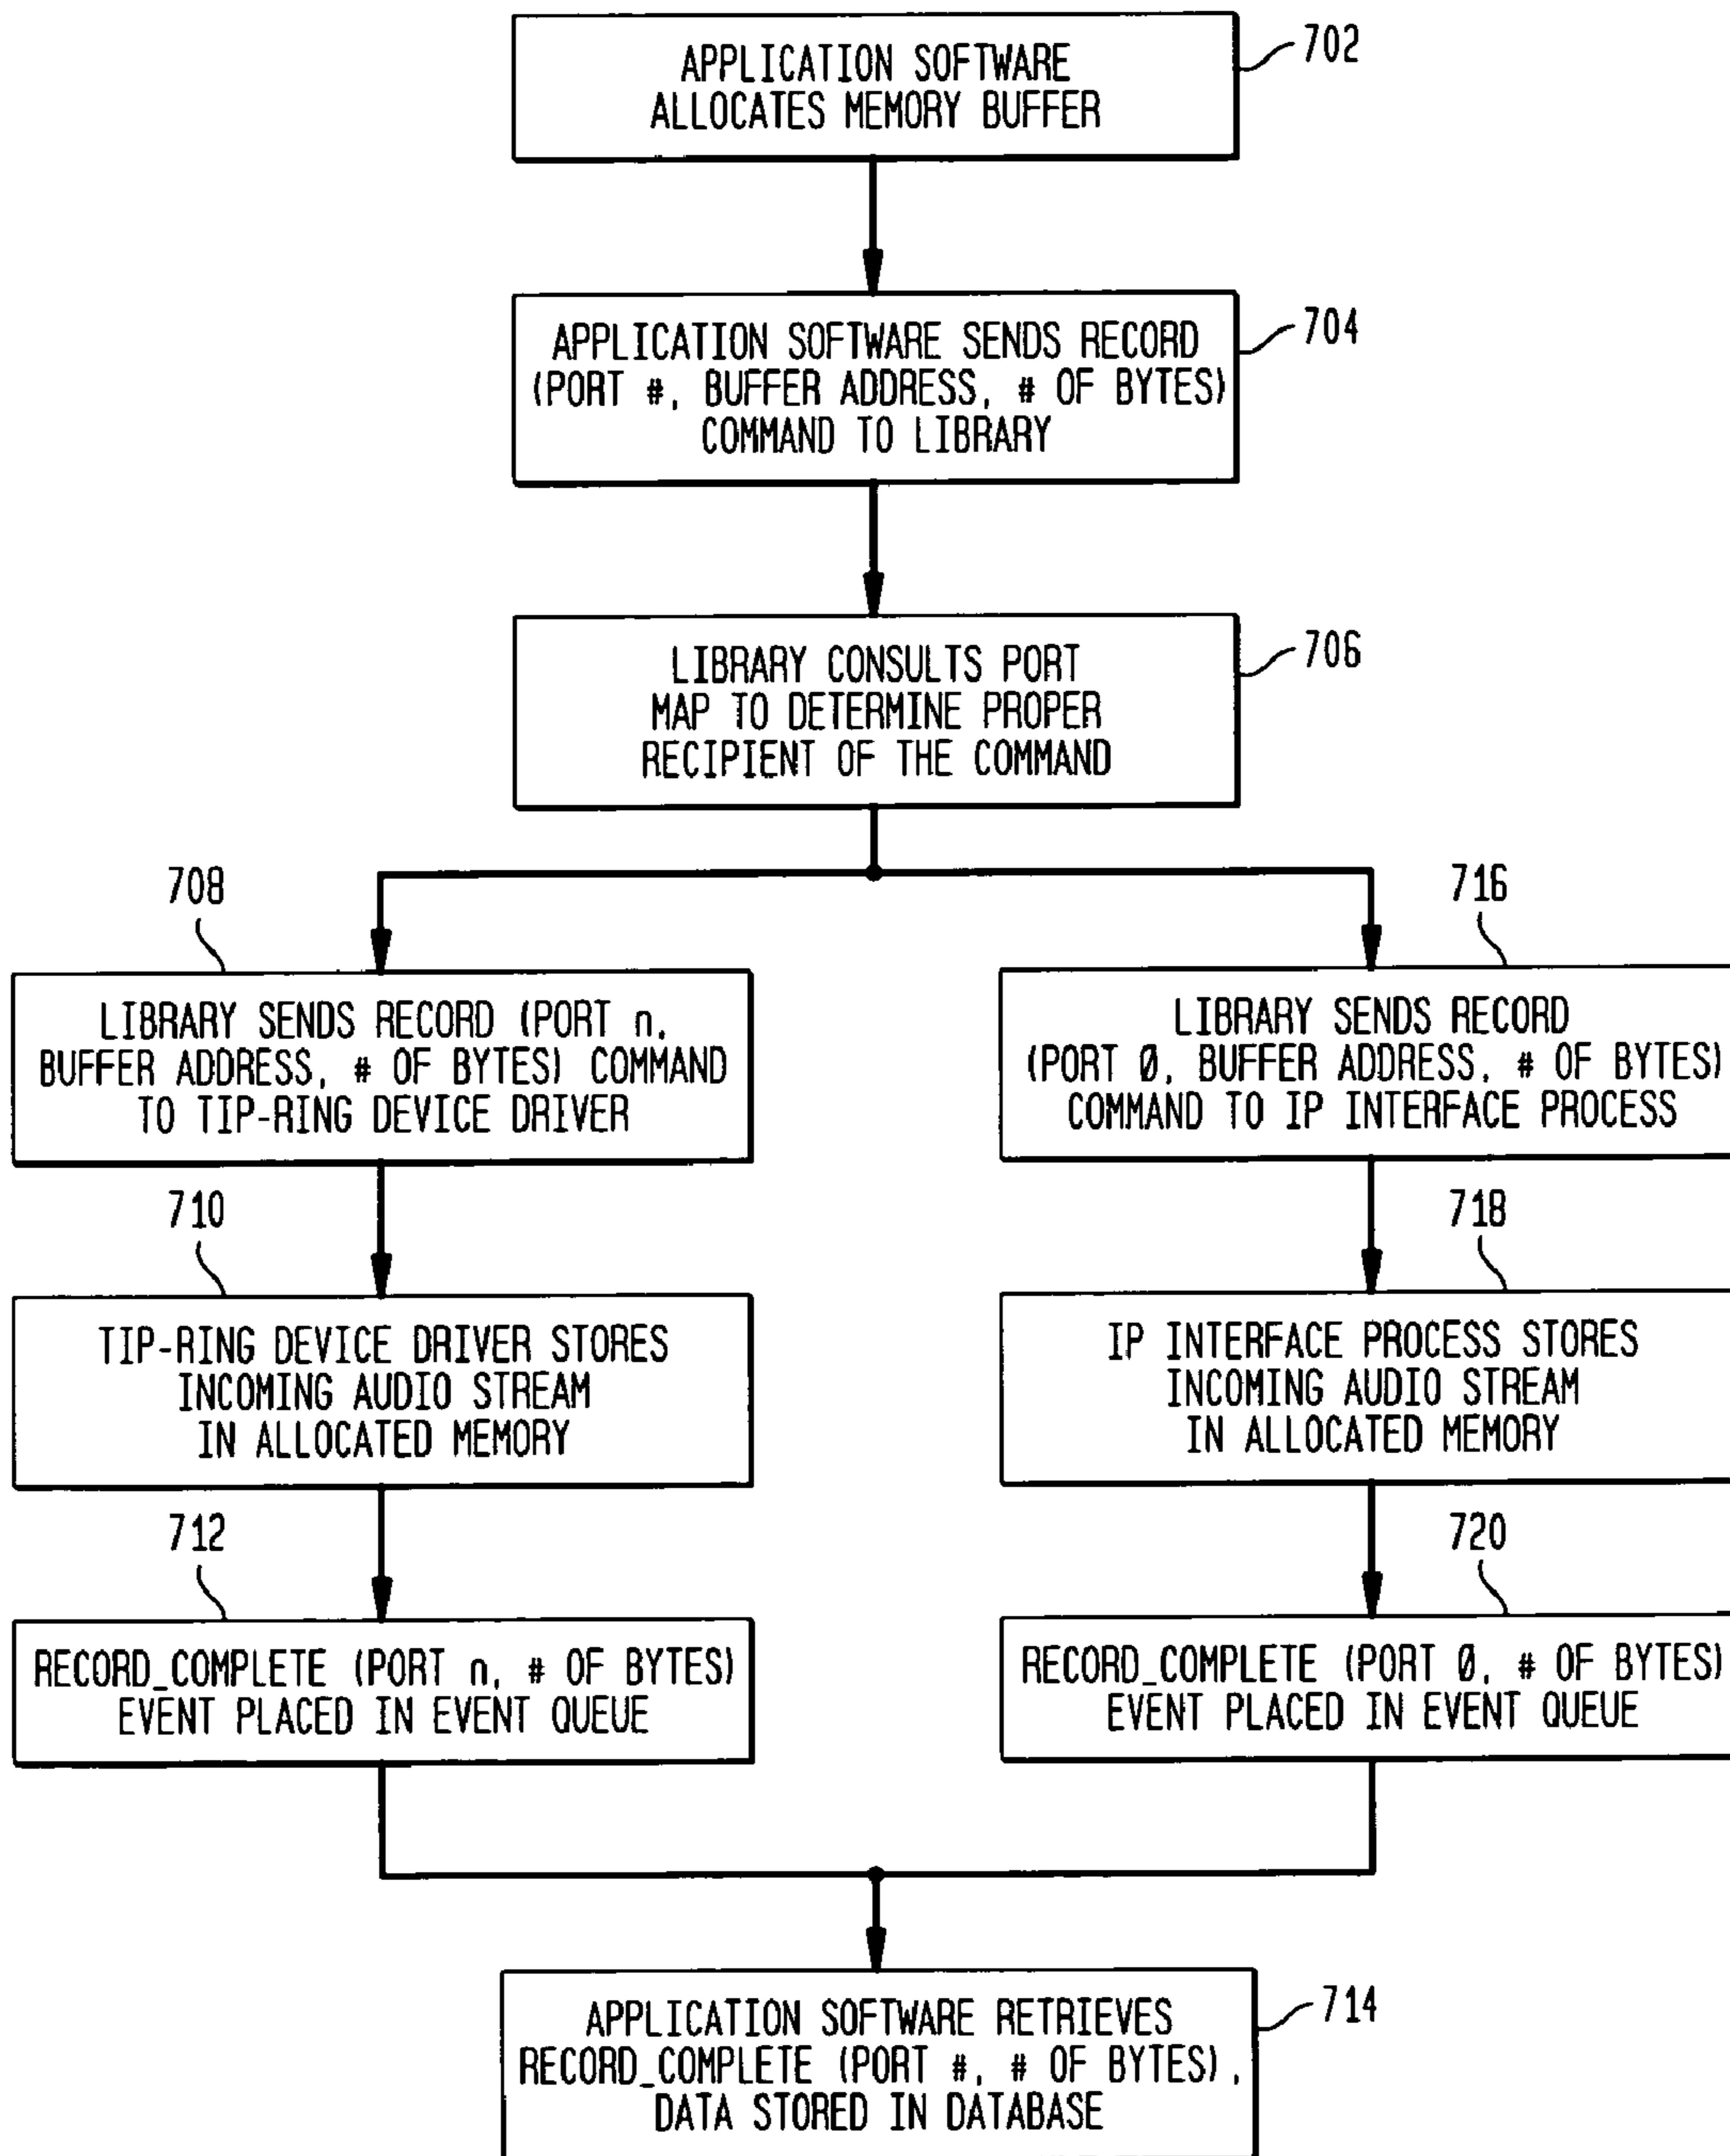 702
APPLICATION SOFTWARE
ALLOCATES MEMORY BUFFER
704
APPLICATION SOFTWARE SENDS RECORD
(PORT #, BUFFER ADDRESS, # OF BYTES)
COMMAND TO LIBRARY
706
LIBRARY CONSULTS PORT
MAP TO DETERMINE PROPER
RECIPIENT OF THE COMMAND
708
LIBRARY SENDS RECORD (PORT n,
BUFFER ADDRESS, # OF BYTES) COMMAND
TO TIP-RING DEVICE DRIVER
716
LIBRARY SENDS RECORD
(PORT Ø, BUFFER ADDRESS, # OF BYTES)
COMMAND TO IP INTERFACE PROCESS
710
TIP-RING DEVICE DRIVER STORES
INCOMING AUDIO STREAM
IN ALLOCATED MEMORY
718
IP INTERFACE PROCESS STORES
INCOMING AUDIO STREAM
IN ALLOCATED MEMORY
712
RECORD_COMPLETE (PORT n, # OF BYTES)
EVENT PLACED IN EVENT QUEUE
720
RECORD_COMPLETE (PORT Ø, # OF BYTES)
EVENT PLACED IN EVENT QUEUE
714
APPLICATION SOFTWARE RETRIEVES
RECORD_COMPLETE (PORT #, # OF BYTES),
DATA STORED IN DATABASE